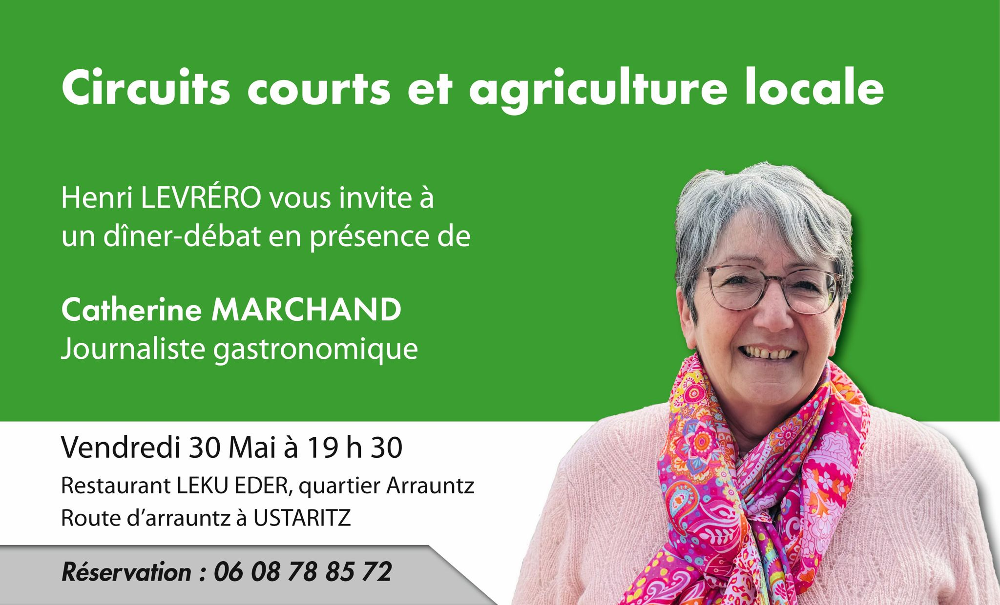 Circuits courts et agriculture locale
Henri LEVRÉRO vous invite à
un dîner-débat en présence de
Catherine MARCHAND
Journaliste gastronomique
Vendredi 30 Mai à 19 h 30
Restaurant LEKU EDER, quartier Arrauntz
Route d’arrauntz à USTARITZ
Réservation : 06 08 78 85 72